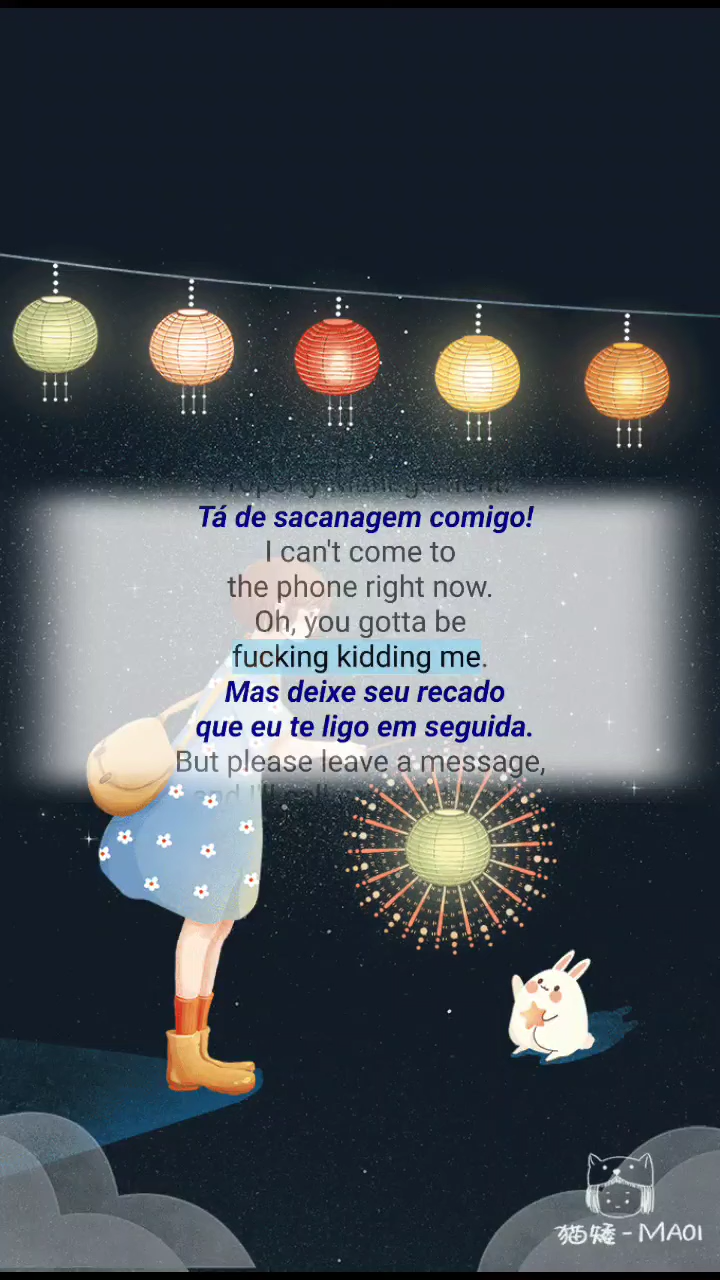 Tá de sacanagem comigo!
I can't come to
the phone right now.
Oh, you gotta be
fucking kidding me.
Mas deixe seu recado
que eu te ligo em seguida.
But please leave a message,
猫矮-MAOI